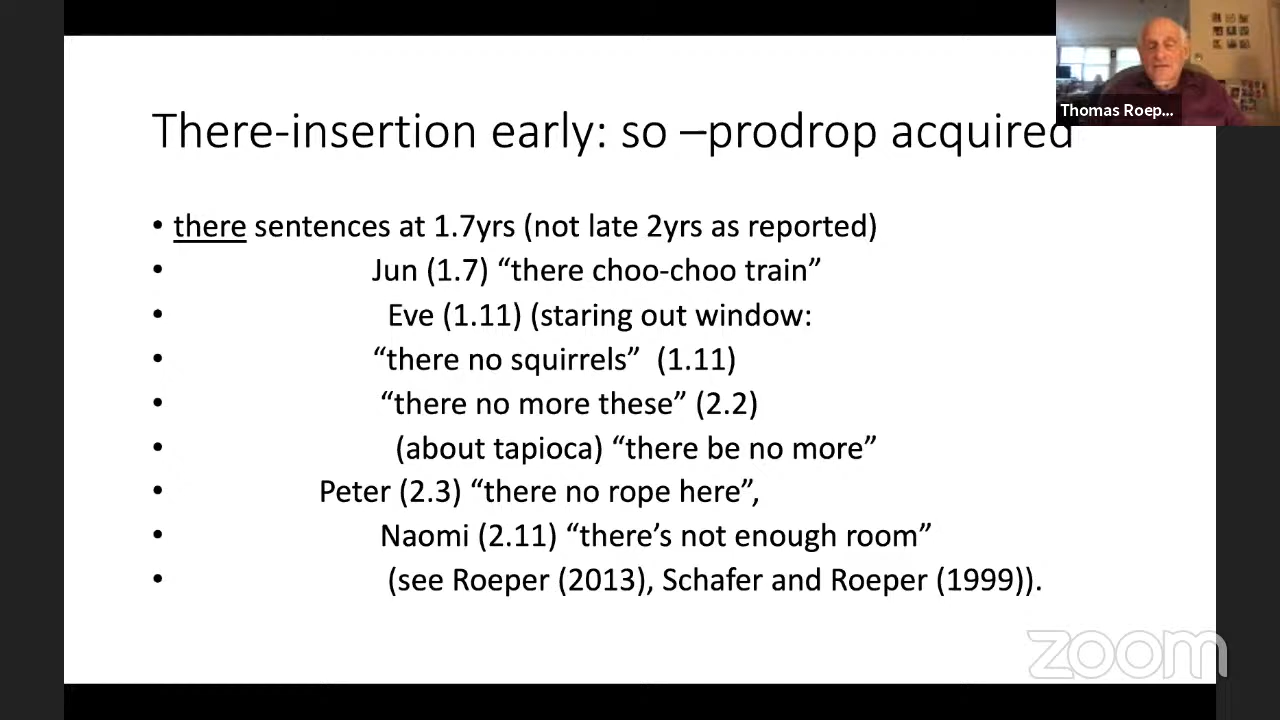 Thomas Roep...
There-insertion early: so –prodrop acquired
• there sentences at 1.7yrs (not late 2yrs as reported)
• Jun (1.7) “there choo-choo train”
• Eve (1.11) (staring out window:
• “there no squirrels” (1.11)
• “there no more these” (2.2)
• (about tapioca) “there be no more”
• Peter (2.3) “there no rope here”,
• Naomi (2.11) “there’s not enough room”
• (see Roeper (2013), Schafer and Roeper (1999)).
zoom